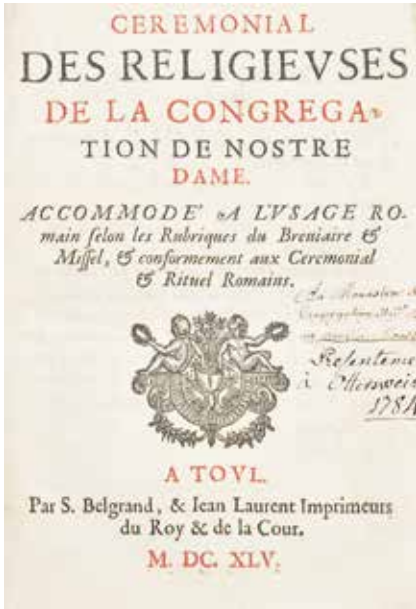 CEREMONIAL
DES RELIGIEVSES
DE LA CONGREGA-
TION DE NOSTRE
DAME.
ACCOMMODE' A L'VSAGE RO-
main ſelon les Rubriques du Breuiaire &
Miſſel, & conformement aux Ceremonial
& Rituel Romains.
1784
A TOVL.
Par S. Belgrand, & Iean Laurent Imprimeurs
du Roy & de la Cour.
M. DC. XLV.